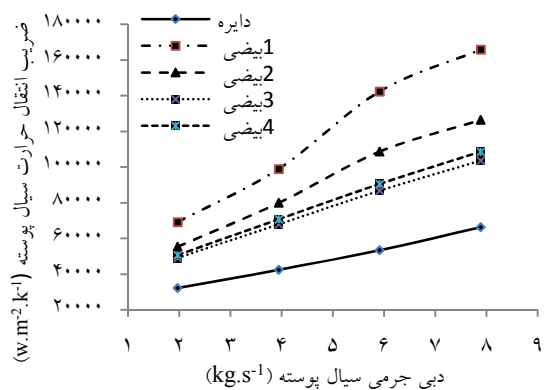 ضریب انتقال حرارت سیال پوسته (w.m-2.k-1)
۱۸۰۰۰۰
۱۶۰۰۰۰
۱۴۰۰۰۰
۱۲۰۰۰۰
۱۰۰۰۰۰
۸۰۰۰۰
۶۰۰۰۰
۴۰۰۰۰
۲۰۰۰۰
دایره
بیضی1
بیضی2
بیضی3
بیضی4
۱ ۲ ۳ ۴ ۵ ۶ ۷ ۸ ۹
دبی جرمی سیال پوسته (kg.s-1)